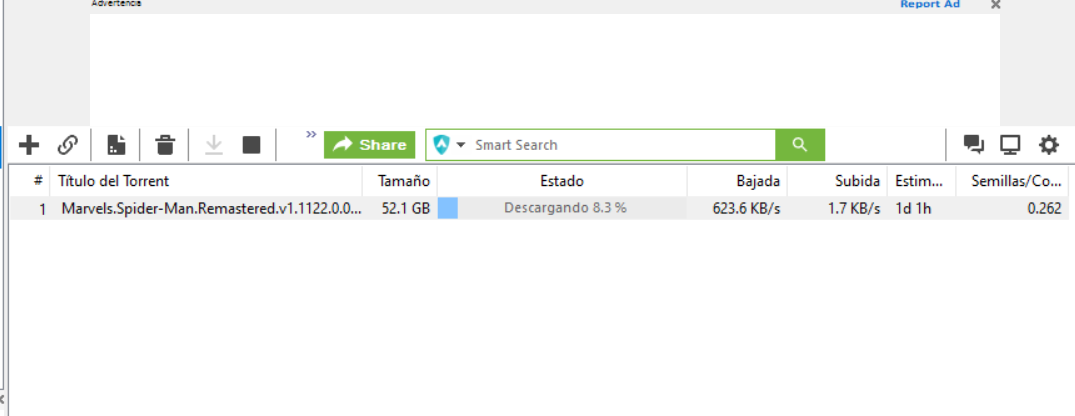 Advertencia Report Ad
» Share Smart Search
# Título del Torrent Tamaño Estado Bajada Subida Estim... Semillas/Co...
1 Marvels.Spider-Man.Remastered.v1.1122.0.0... 52.1 GB Descargando 8.3 % 623.6 KB/s 1.7 KB/s 1d 1h 0.262